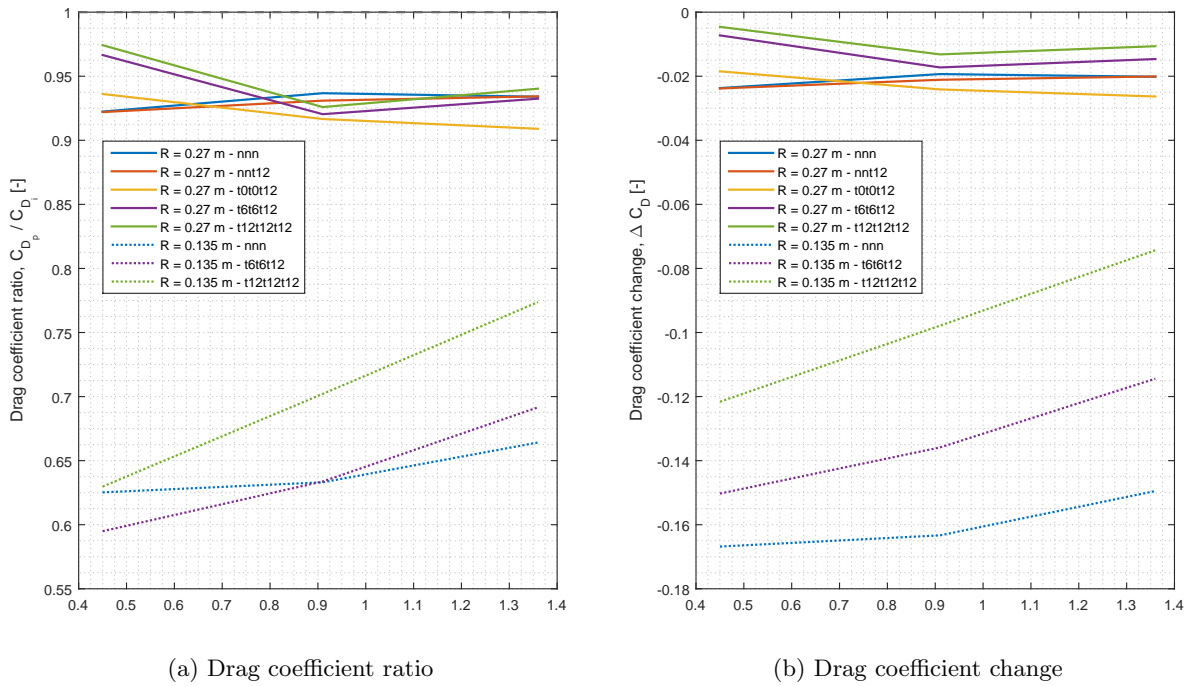 1
0.95
0.9
0.85
0.8
0.75
0.7
0.65
0.6
0.55
0.4 0.5 0.6 0.7 0.8 0.9 1 1.1 1.2 1.3 1.4
Drag coefficient ratio, C_{D_p} / C_{D_i} [-]
R = 0.27 m - nnn
R = 0.27 m - nnt12
R = 0.27 m - t0t0t12
R = 0.27 m - t6t6t12
R = 0.27 m - t12t12t12
R = 0.135 m - nnn
R = 0.135 m - t6t6t12
R = 0.135 m - t12t12t12
(a) Drag coefficient ratio
0
-0.02
-0.04
-0.06
-0.08
-0.1
-0.12
-0.14
-0.16
-0.18
0.4 0.5 0.6 0.7 0.8 0.9 1 1.1 1.2 1.3 1.4
Drag coefficient change, Δ C_D [-]
R = 0.27 m - nnn
R = 0.27 m - nnt12
R = 0.27 m - t0t0t12
R = 0.27 m - t6t6t12
R = 0.27 m - t12t12t12
R = 0.135 m - nnn
R = 0.135 m - t6t6t12
R = 0.135 m - t12t12t12
(b) Drag coefficient change